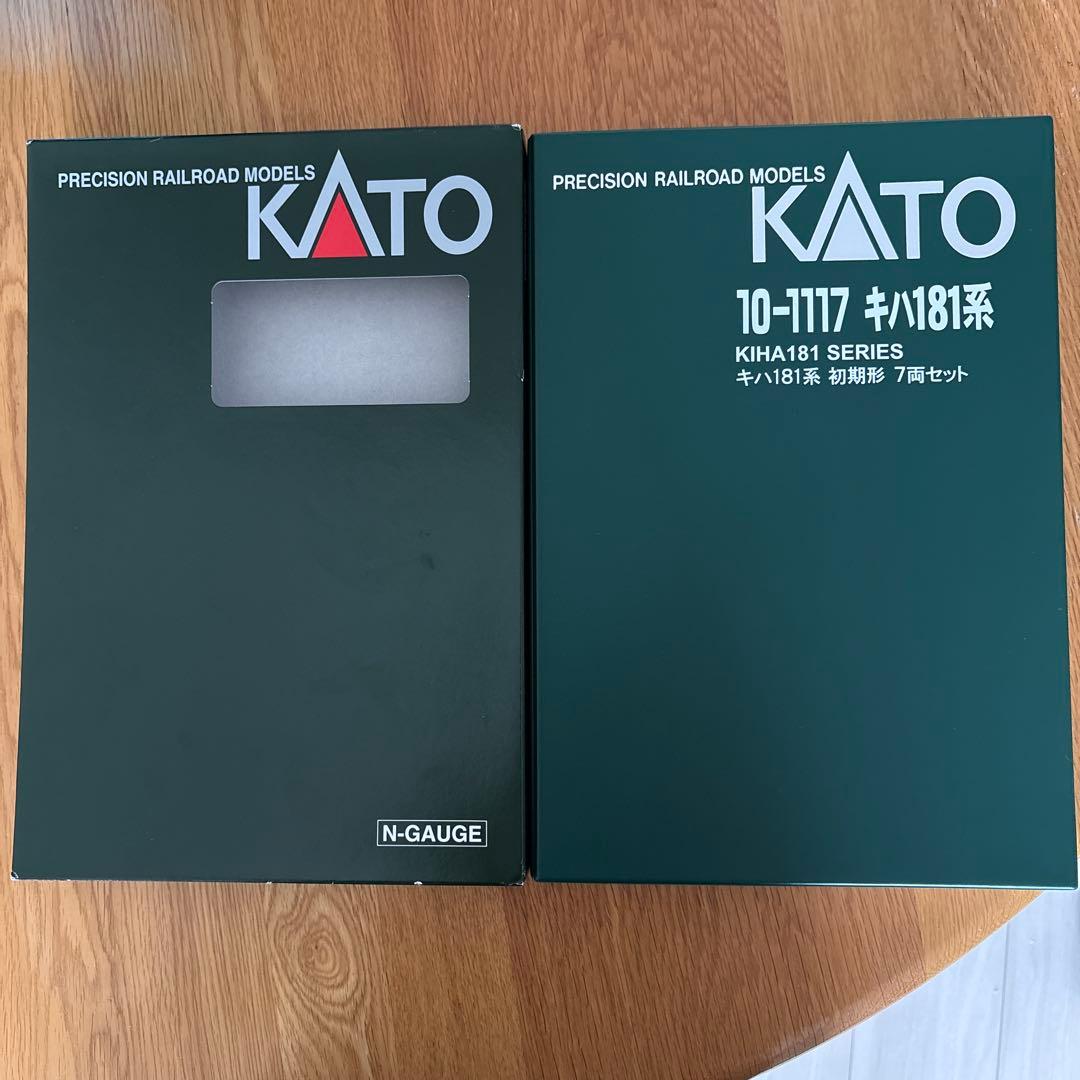 PRECISION RAILROAD MODELS
KATO
N-GAUGE
PRECISION RAILROAD MODELS
KATO
10-1117 キハ181系
KIHA181 SERIES
キハ181系 初期形 7両セット